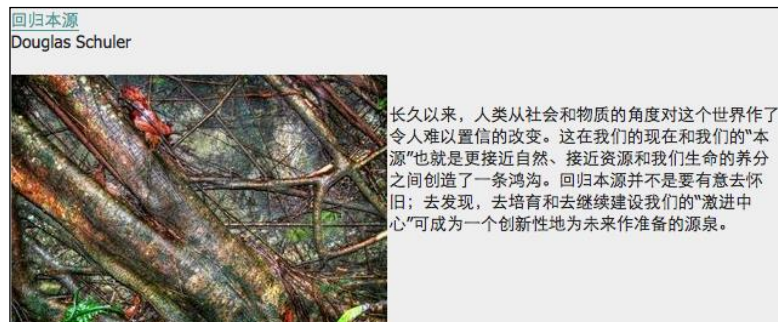 回归本源
Douglas Schuler
长久以来，人类从社会和物质的角度对这个世界作了
令人难以置信的改变。这在我们的现在和我们的“本
源”也就是更接近自然、接近资源和我们生命的养分
之间创造了一条鸿沟。回归本源并不是要有意去怀
旧；去发现，去培育和去继续建设我们的“激进中
心”可成为一个创新性地为未来作准备的源泉。